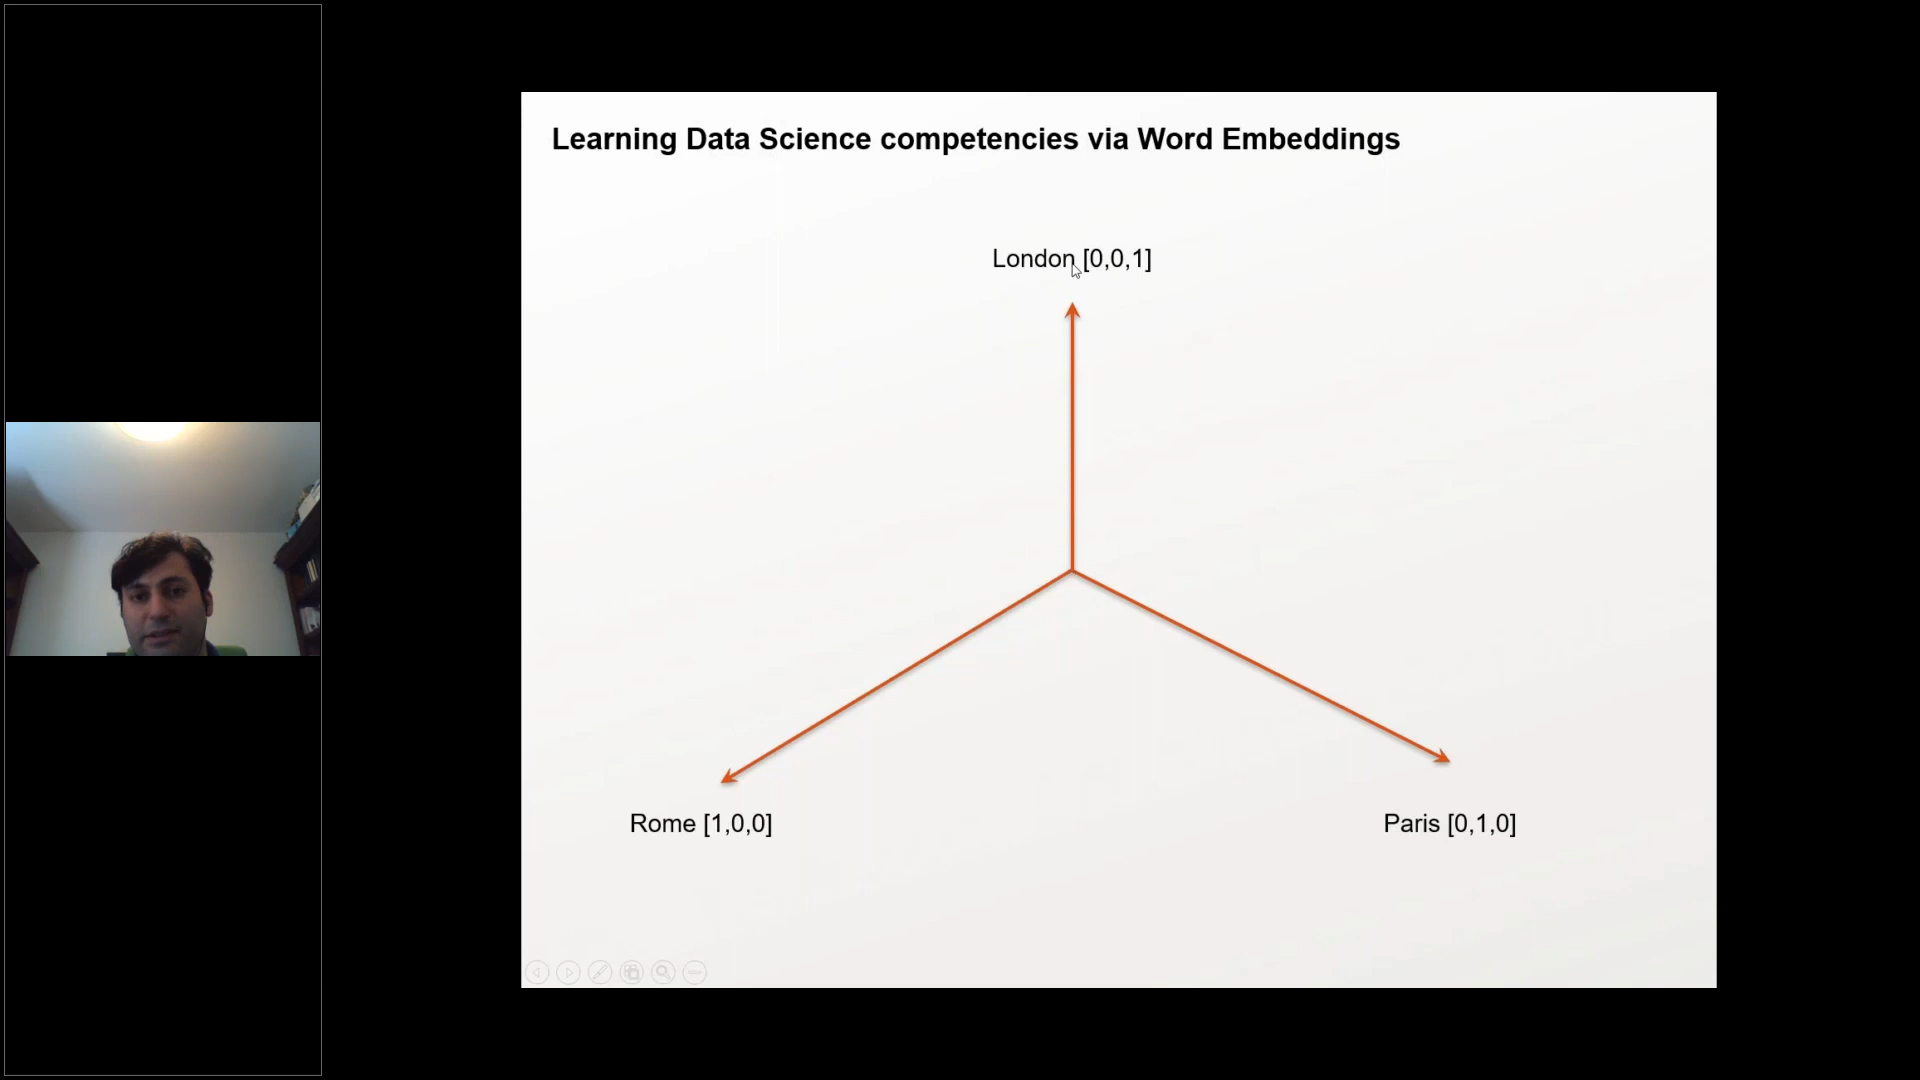 Learning Data Science competencies via Word Embeddings
London [0,0,1]
Rome [1,0,0]
Paris [0,1,0]